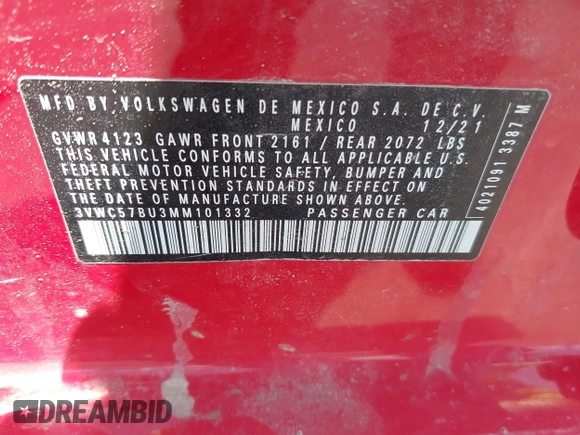 MFD BY VOLKSWAGEN DE MEXICO S.A. DE C.V.
MEXICO 12/21
GVWR 4123 GAWR FRONT 2161 / REAR 2072 LBS
THIS VEHICLE CONFORMS TO ALL APPLICABLE U.S.
FEDERAL MOTOR VEHICLE SAFETY, BUMPER AND
THEFT PREVENTION STANDARDS IN EFFECT ON
THE DATE OF MANUFACTURE SHOWN ABOVE.
3VWC57BU3MM101332 PASSENGER CAR
4021091 3387 M
DREAMBID